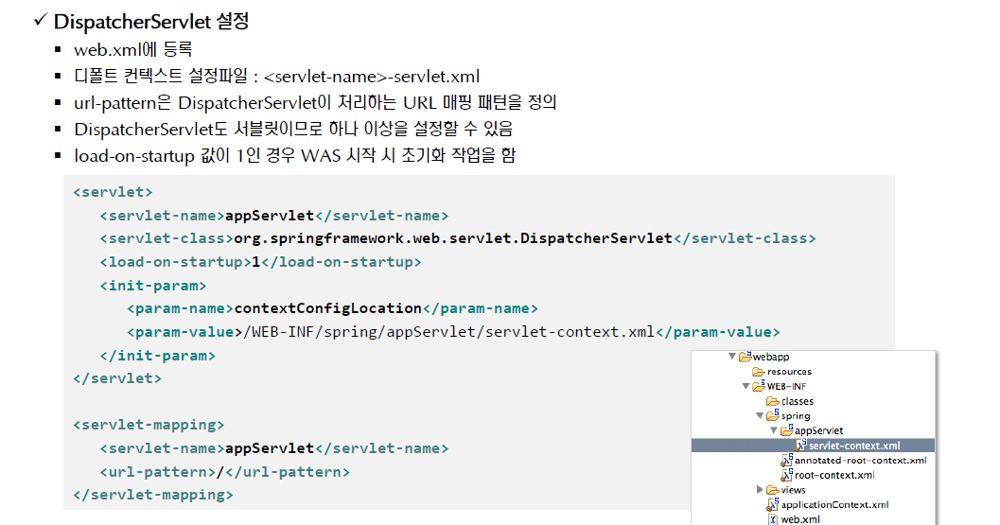 ✓ DispatcherServlet 설정
▪ web.xml에 등록
▪ 디폴트 컨텍스트 설정파일 : <servlet-name>-servlet.xml
▪ url-pattern은 DispatcherServlet이 처리하는 URL 매핑 패턴을 정의
▪ DispatcherServlet도 서블릿이므로 하나 이상을 설정할 수 있음
▪ load-on-startup 값이 1인 경우 WAS 시작 시 초기화 작업을 함
<servlet>
<servlet-name>appServlet</servlet-name>
<servlet-class>org.springframework.web.servlet.DispatcherServlet</servlet-class>
<load-on-startup>1</load-on-startup>
<init-param>
<param-name>contextConfigLocation</param-name>
<param-value>/WEB-INF/spring/appServlet/servlet-context.xml</param-value>
</init-param>
</servlet>
<servlet-mapping>
<servlet-name>appServlet</servlet-name>
<url-pattern>/</url-pattern>
</servlet-mapping>
webapp
resources
WEB-INF
classes
spring
appServlet
servlet-context.xml
annotated-root-context.xml
root-context.xml
views
applicationContext.xml
web.xml